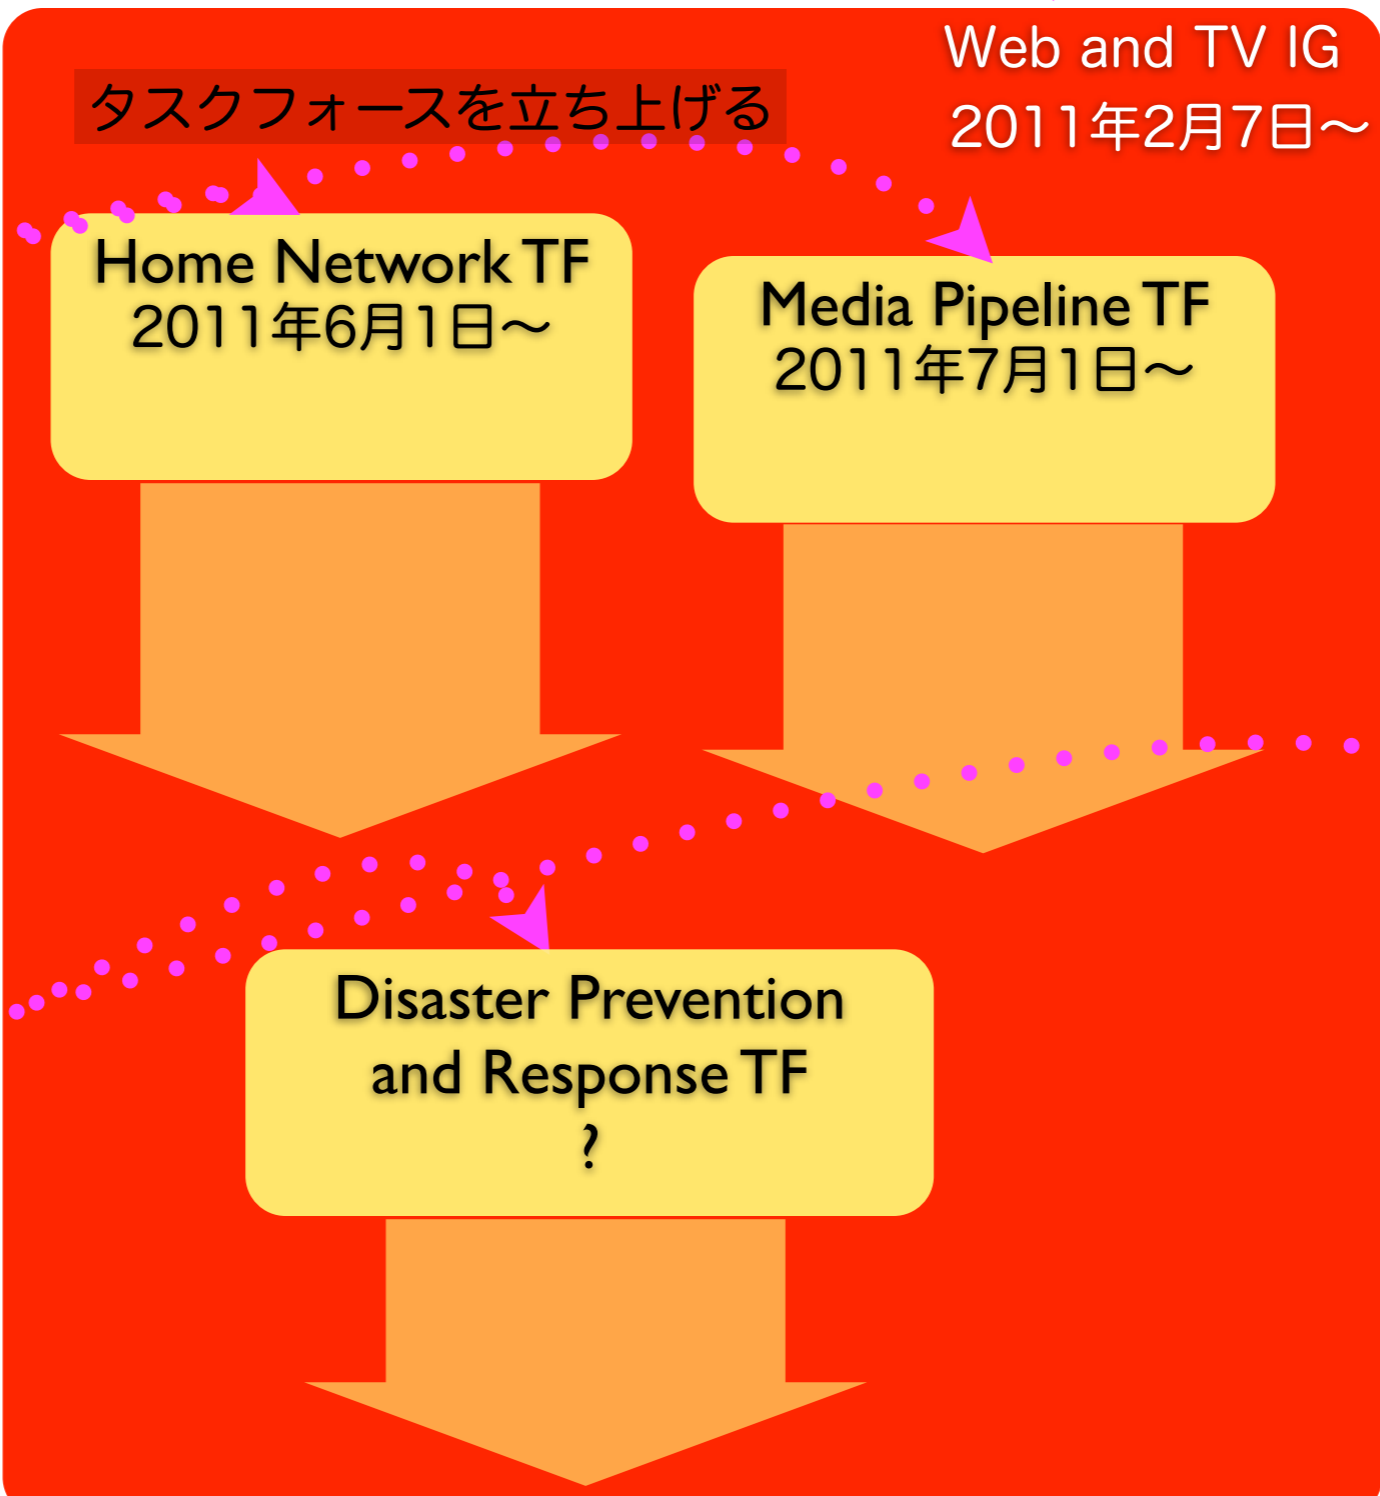 Web and TV IG
2011年2月7日〜
タスクフォースを立ち上げる
Home Network TF
2011年6月1日〜
Media Pipeline TF
2011年7月1日〜
Disaster Prevention
and Response TF
?